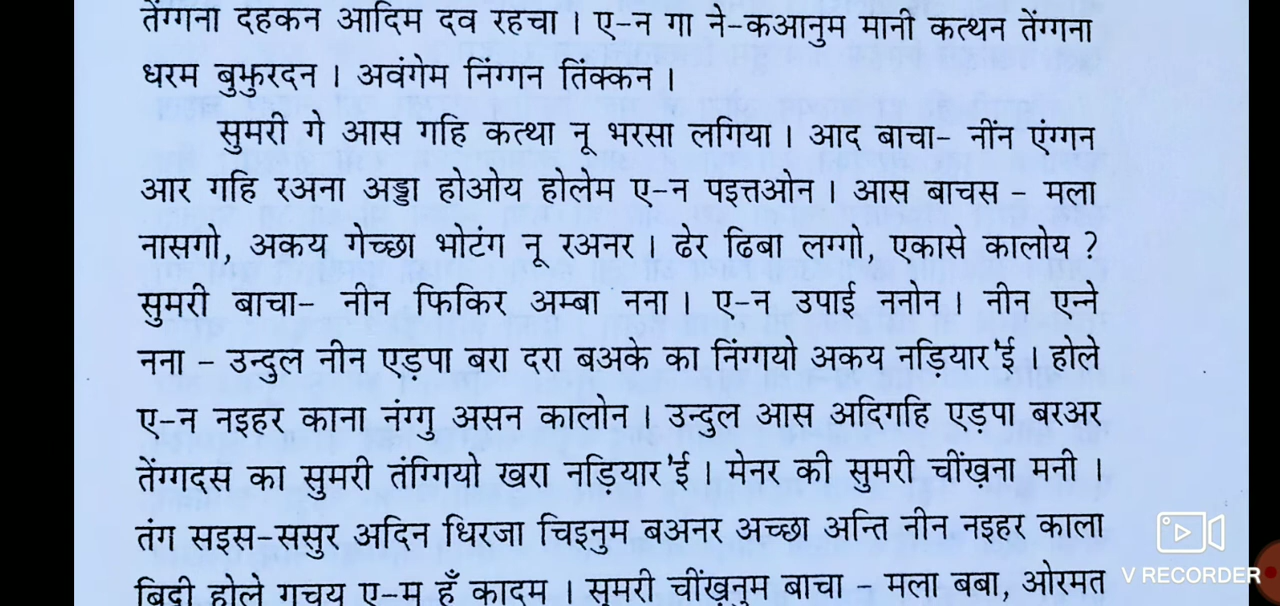 तेंग्गना दहकन आदिम दव रहचा । ए-न गा ने-कआनुम मानी कत्थन तेंग्गना
धरम बुझुरदन । अवंगेम निंग्गन तिंक्कन ।
सुमरी गे आस गहि कत्था नू भरसा लगिया । आद बाचा- नींन एंग्गन
आर गहि रअना अड्डा होओय होलेम ए-न पइत्तओन । आस बाचस - मला
नासगो, अकय गेच्छा भोटंग नू रअनर । ढेर ढिबा लग्गो, एकासे कालोय ?
सुमरी बाचा- नीन फिकिर अम्बा नना । ए-न उपाई ननोन । नीन एन्ने
नना - उन्दुल नीन एड़पा बरा दरा बअके का निंग्गयो अकय नड़ियार'ई । होले
ए-न नइहर काना नंग्गु असन कालोन । उन्दुल आस अदिगहि एड़पा बरअर
तेंग्गदस का सुमरी तंग्गियो खरा नड़ियार'ई । मेनर की सुमरी चींख़ना मनी ।
तंग सइस-ससुर अदिन धिरजा चिइनुम बअनर अच्छा अन्ति नीन नइहर काला
बिद्दी होले गुचय ए-म हूँ कादम । सुमरी चींख़नुम बाचा - मला बबा, ओरमत
V RECORDER